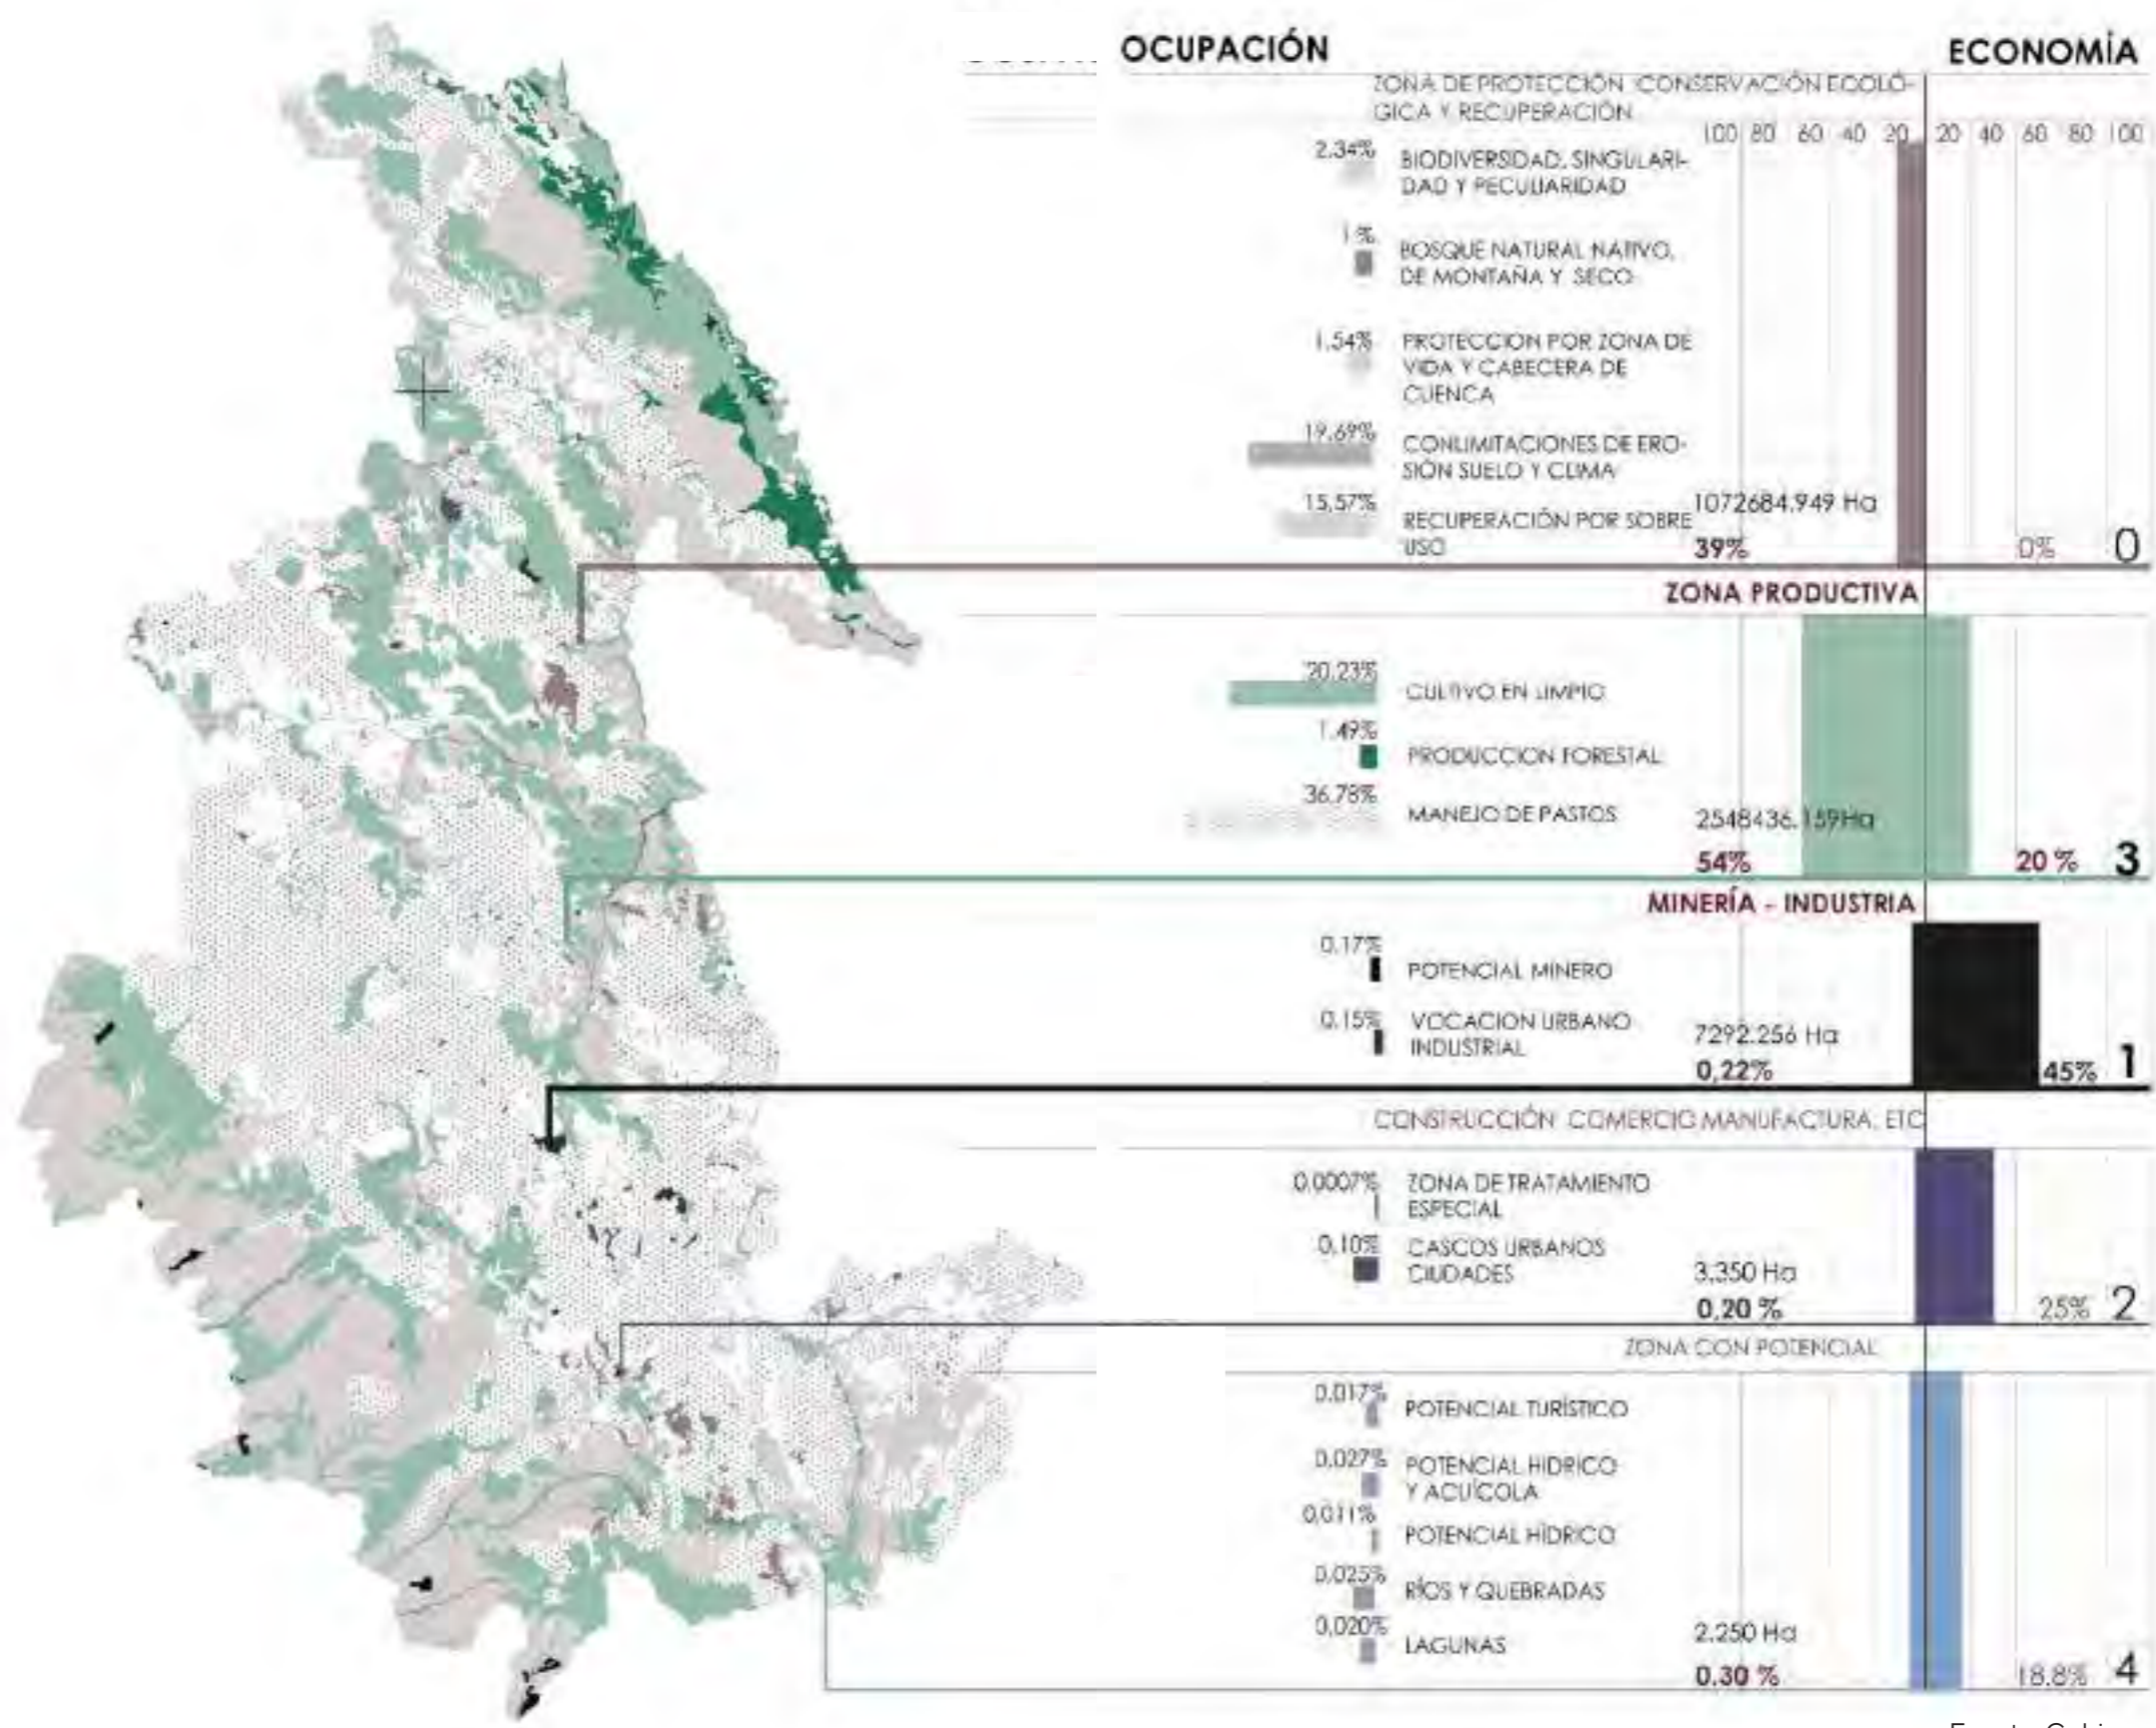 OCUPACIÓN
ECONOMÍA
ZONA DE PROTECCIÓN CONSERVACIÓN ECOLÓ-
GICA Y RECUPERACIÓN
100 80 60 40 20 20 40 60 80 100
2.34%
BIODIVERSIDAD, SINGULARI-
DAD Y PECULIARIDAD
1%
BOSQUE NATURAL NATIVO,
DE MONTAÑA Y SECO
1.54%
PROTECCION POR ZONA DE
VIDA Y CABECERA DE
CUENCA
19.69%
CONLIMITACIONES DE ERO-
SIÓN SUELO Y CLIMA
15,57%
RECUPERACIÓN POR SOBRE
USO
1072684.949 Ha
39%
0% 0
ZONA PRODUCTIVA
20.23%
CULTIVO EN LIMPIO
1.49%
PRODUCCION FORESTAL
36.78%
MANEJO DE PASTOS
2548436.159Ha
54%
20 % 3
MINERÍA - INDUSTRIA
0.17%
POTENCIAL MINERO
0.15%
VOCACION URBANO
INDUSTRIAL
7292.256 Ha
0,22%
45% 1
CONSTRUCCIÓN COMERCIO MANUFACTURA, ETC
0.0007%
ZONA DE TRATAMIENTO
ESPECIAL
0.10%
CASCOS URBANOS
CIUDADES
3.350 Ha
0,20 %
25% 2
ZONA CON POTENCIAL
0.017%
POTENCIAL TURÍSTICO
0.027%
POTENCIAL HIDRICO
Y ACUÍCOLA
0.011%
POTENCIAL HÍDRICO
0.025%
RÍOS Y QUEBRADAS
0.020%
LAGUNAS
2.250 Ha
0.30 %
18.8% 4